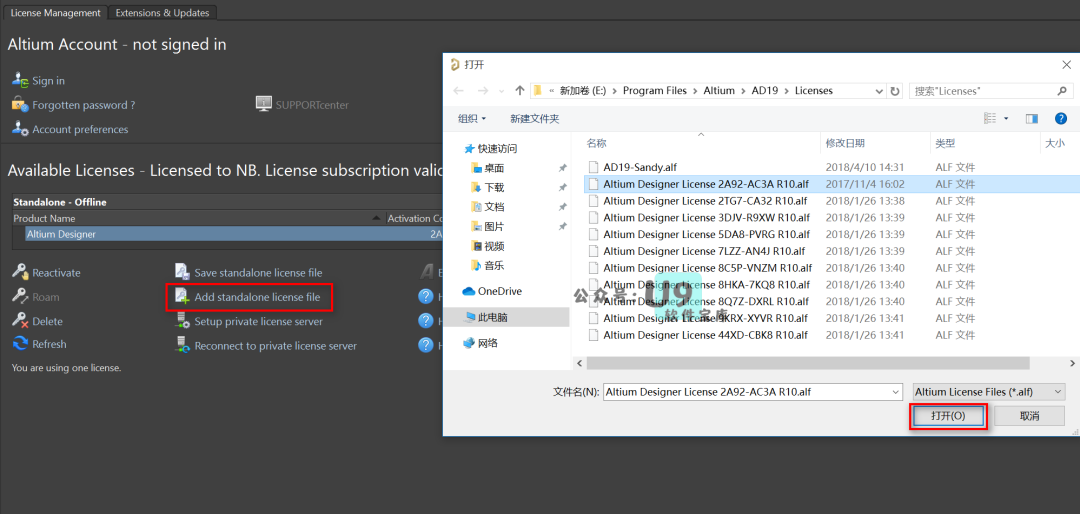 License Management
Extensions & Updates
Altium Account - not signed in
Sign in
Forgotten password ?
SUPPORTcenter
Account preferences
Available Licenses - Licensed to NB. License subscription valid
Standalone - Offline
Product Name
Activation Co
Altium Designer
2A
Reactivate
Save standalone license file
Roam
Add standalone license file
Delete
Setup private license server
Refresh
Reconnect to private license server
You are using one license.
打开
« 新加卷 (E:) > Program Files > Altium > AD19 > Licenses
搜索"Licenses"
组织
新建文件夹
快速访问
桌面
下载
文档
图片
视频
音乐
OneDrive
此电脑
网络
名称 修改日期 类型 大小
AD19-Sandy.alf 2018/4/10 14:31 ALF 文件
Altium Designer License 2A92-AC3A R10.alf 2017/11/4 16:02 ALF 文件
Altium Designer License 2TG7-CA32 R10.alf 2018/1/26 13:38 ALF 文件
Altium Designer License 3DJV-R9XW R10.alf 2018/1/26 13:39 ALF 文件
Altium Designer License 5DA8-PVRG R10.alf 2018/1/26 13:39 ALF 文件
Altium Designer License 7LZZ-AN4J R10.alf 2018/1/26 13:39 ALF 文件
Altium Designer License 8C5P-VNZM R10.alf 2018/1/26 13:40 ALF 文件
Altium Designer License 8HKA-7KQ8 R10.alf 2018/1/26 13:40 ALF 文件
Altium Designer License 8Q7Z-DXRL R10.alf 2018/1/26 13:40 ALF 文件
Altium Designer License KRX-XYVR R10.alf 2018/1/26 13:41 ALF 文件
Altium Designer License 44XD-CBK8 R10.alf 2018/1/26 13:41 ALF 文件
公众号:
U9
软件宝库
文件名(N):
Altium Designer License 2A92-AC3A R10.alf
Altium License Files (*.alf)
打开(O)
取消